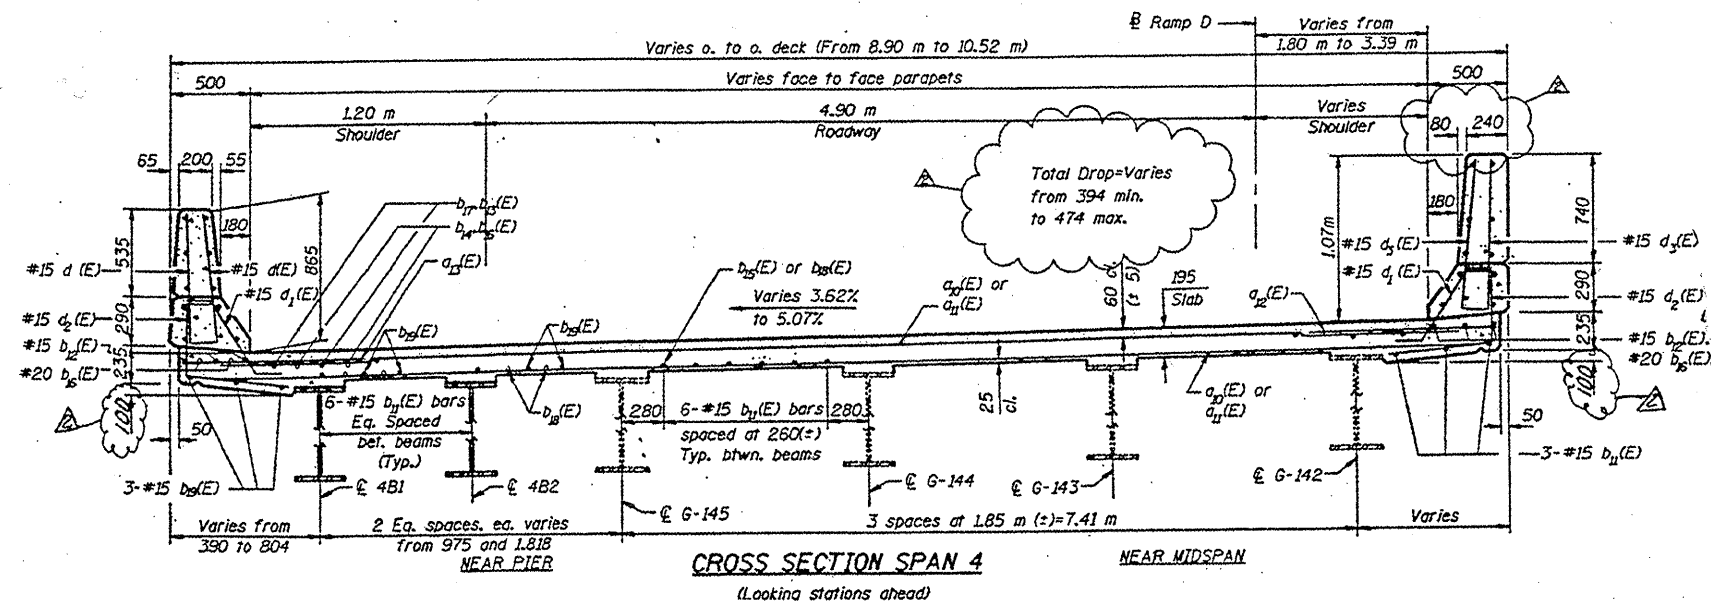 ℄ Ramp D
Varies from
1.80 m to 3.39 m
Varies o. to o. deck (From 8.90 m to 10.52 m)
500
Varies face to face parapets
500
1.20 m
Shoulder
4.90 m
Roadway
Varies
Shoulder
2
80
240
65
200
55
2
Total Drop=Varies
from 394 min.
to 474 max.
180
535
865
b17, b13(E)
b14, b15(E)
a13(E)
#15 d (E)
#15 d(E)
#15 d1(E)
#15 d2(E)
290
#15 b12(E)
235
#20 b16(E)
100
2
50
b15(E) or b18(E)
Varies 3.62%
to 5.07%
a10(E) or
a11(E)
60 cl.
(± 5)
195
Slab
a12(E)
1.07m
180
740
#15 d3(E)
#15 d3(E)
#15 d1(E)
290
#15 d2(E)
235
#20 b16(E)
100
2
50
b19(E)
b19(E)
b18(E)
6-#15 b11(E) bars
Eq. Spaced
bet. beams
(Typ.)
280
6-#15 b11(E) bars
280
spaced at 260(±)
Typ. btwn. beams
25
cl.
a10(E) or
a11(E)
3-#15 b19(E)
℄ 4B1
℄ 4B2
℄ G-145
℄ G-144
℄ G-143
℄ G-142
3-#15 b11(E)
Varies from
390 to 804
2 Eq. spaces, ea. varies
from 975 and 1.818
3 spaces at 1.85 m (±)=7.41 m
Varies
NEAR PIER
CROSS SECTION SPAN 4
NEAR MIDSPAN
(Looking stations ahead)